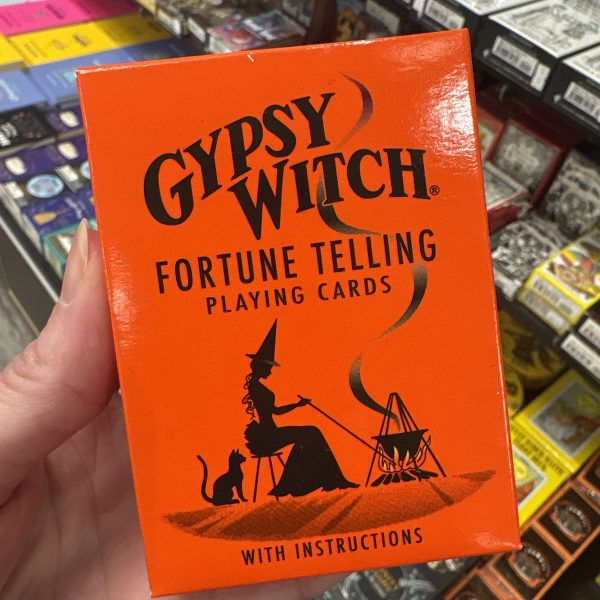 GYPSY
WITCH®
FORTUNE TELLING
PLAYING CARDS
WITH INSTRUCTIONS